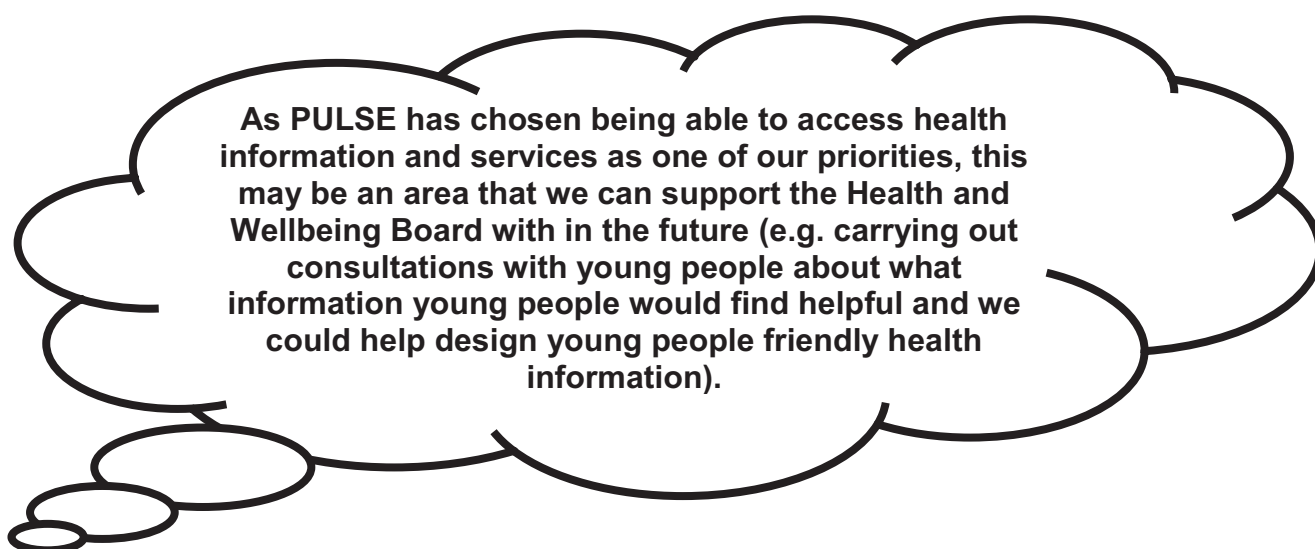 As PULSE has chosen being able to access health
information and services as one of our priorities, this
may be an area that we can support the Health and
Wellbeing Board with in the future (e.g. carrying out
consultations with young people about what
information young people would find helpful and we
could help design young people friendly health
information).